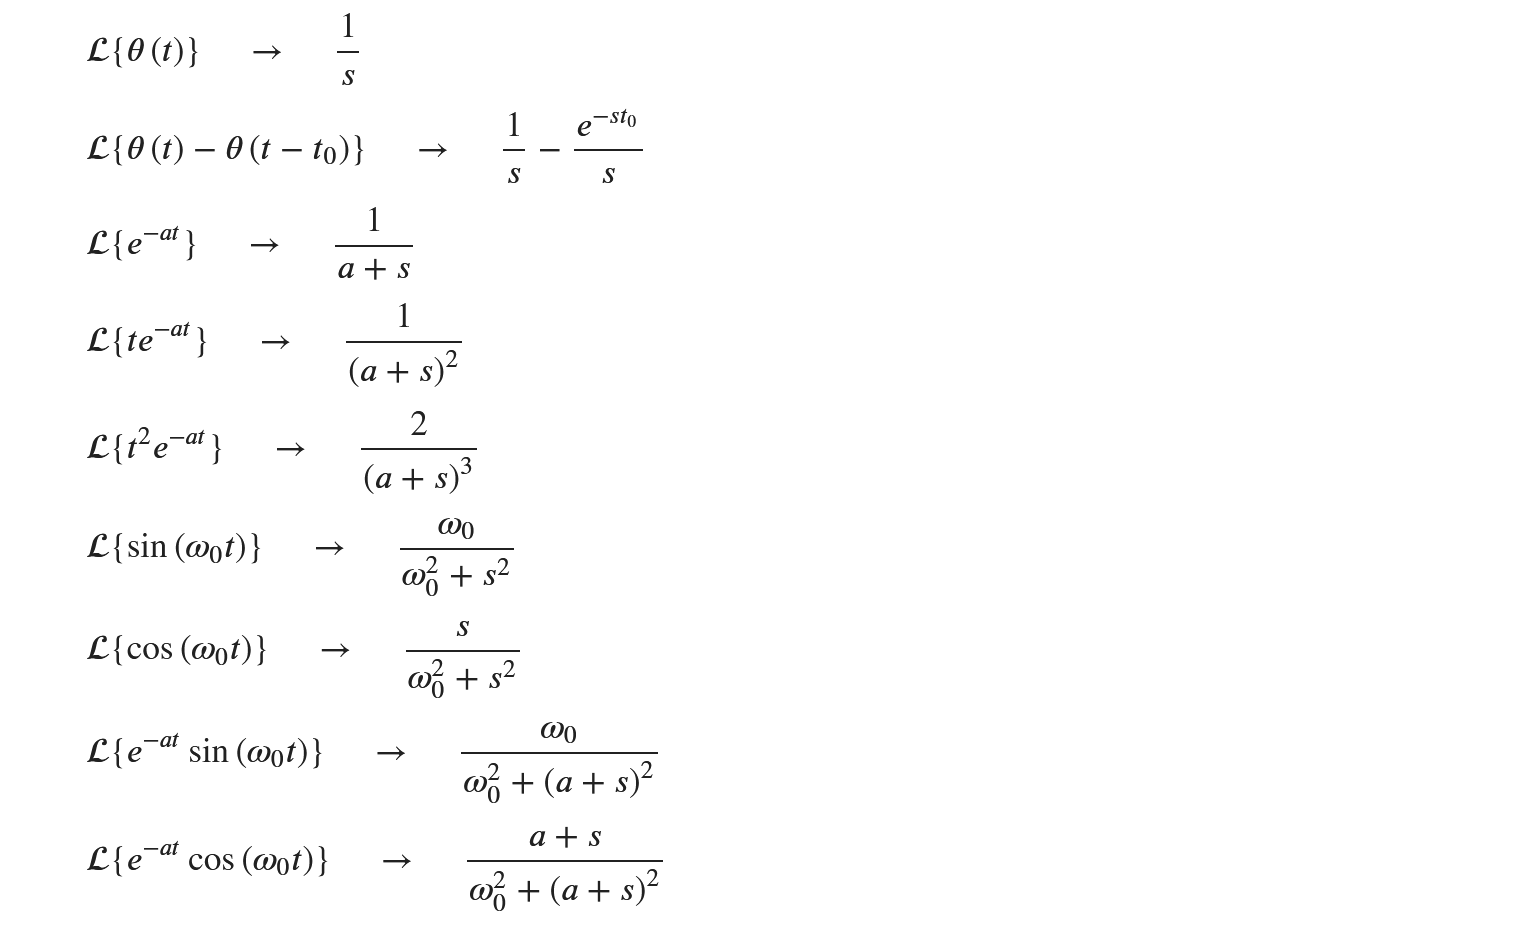 ℒ{θ (t)} → 1/s
ℒ{θ (t) − θ (t − t₀)} → 1/s − e^{−st₀}/s
ℒ{e^{−at}} → 1/(a + s)
ℒ{te^{−at}} → 1/(a + s)²
ℒ{t²e^{−at}} → 2/(a + s)³
ℒ{sin (ω₀t)} → ω₀/(ω₀² + s²)
ℒ{cos (ω₀t)} → s/(ω₀² + s²)
ℒ{e^{−at} sin (ω₀t)} → ω₀/(ω₀² + (a + s)²)
ℒ{e^{−at} cos (ω₀t)} → (a + s)/(ω₀² + (a + s)²)